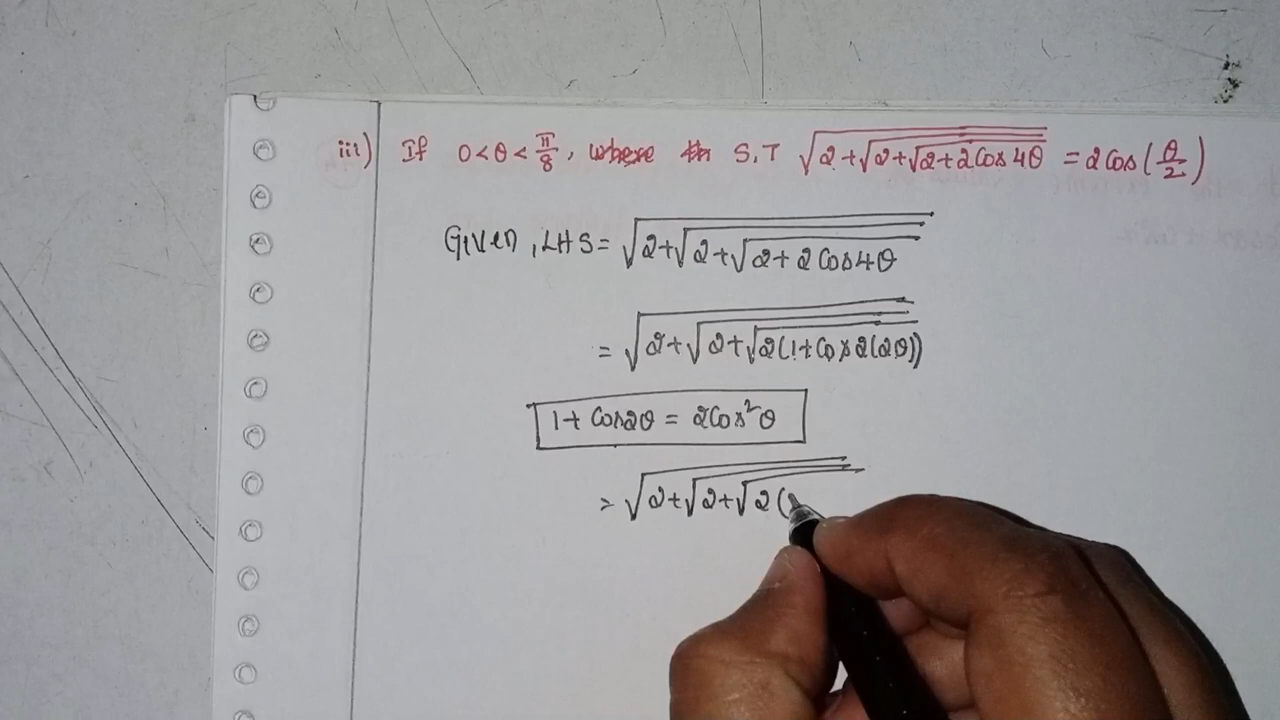 iii) If 0<θ<π/8, where S.T √2+√2+√2+2Cos4θ = 2Cos(θ/2)
Given, LHS = √2+√2+√2+2Cos4θ
= √2+√2+√2(1+Cos2(2θ))
1+Cos2θ = 2Cos²θ
= √2+√2+√2(